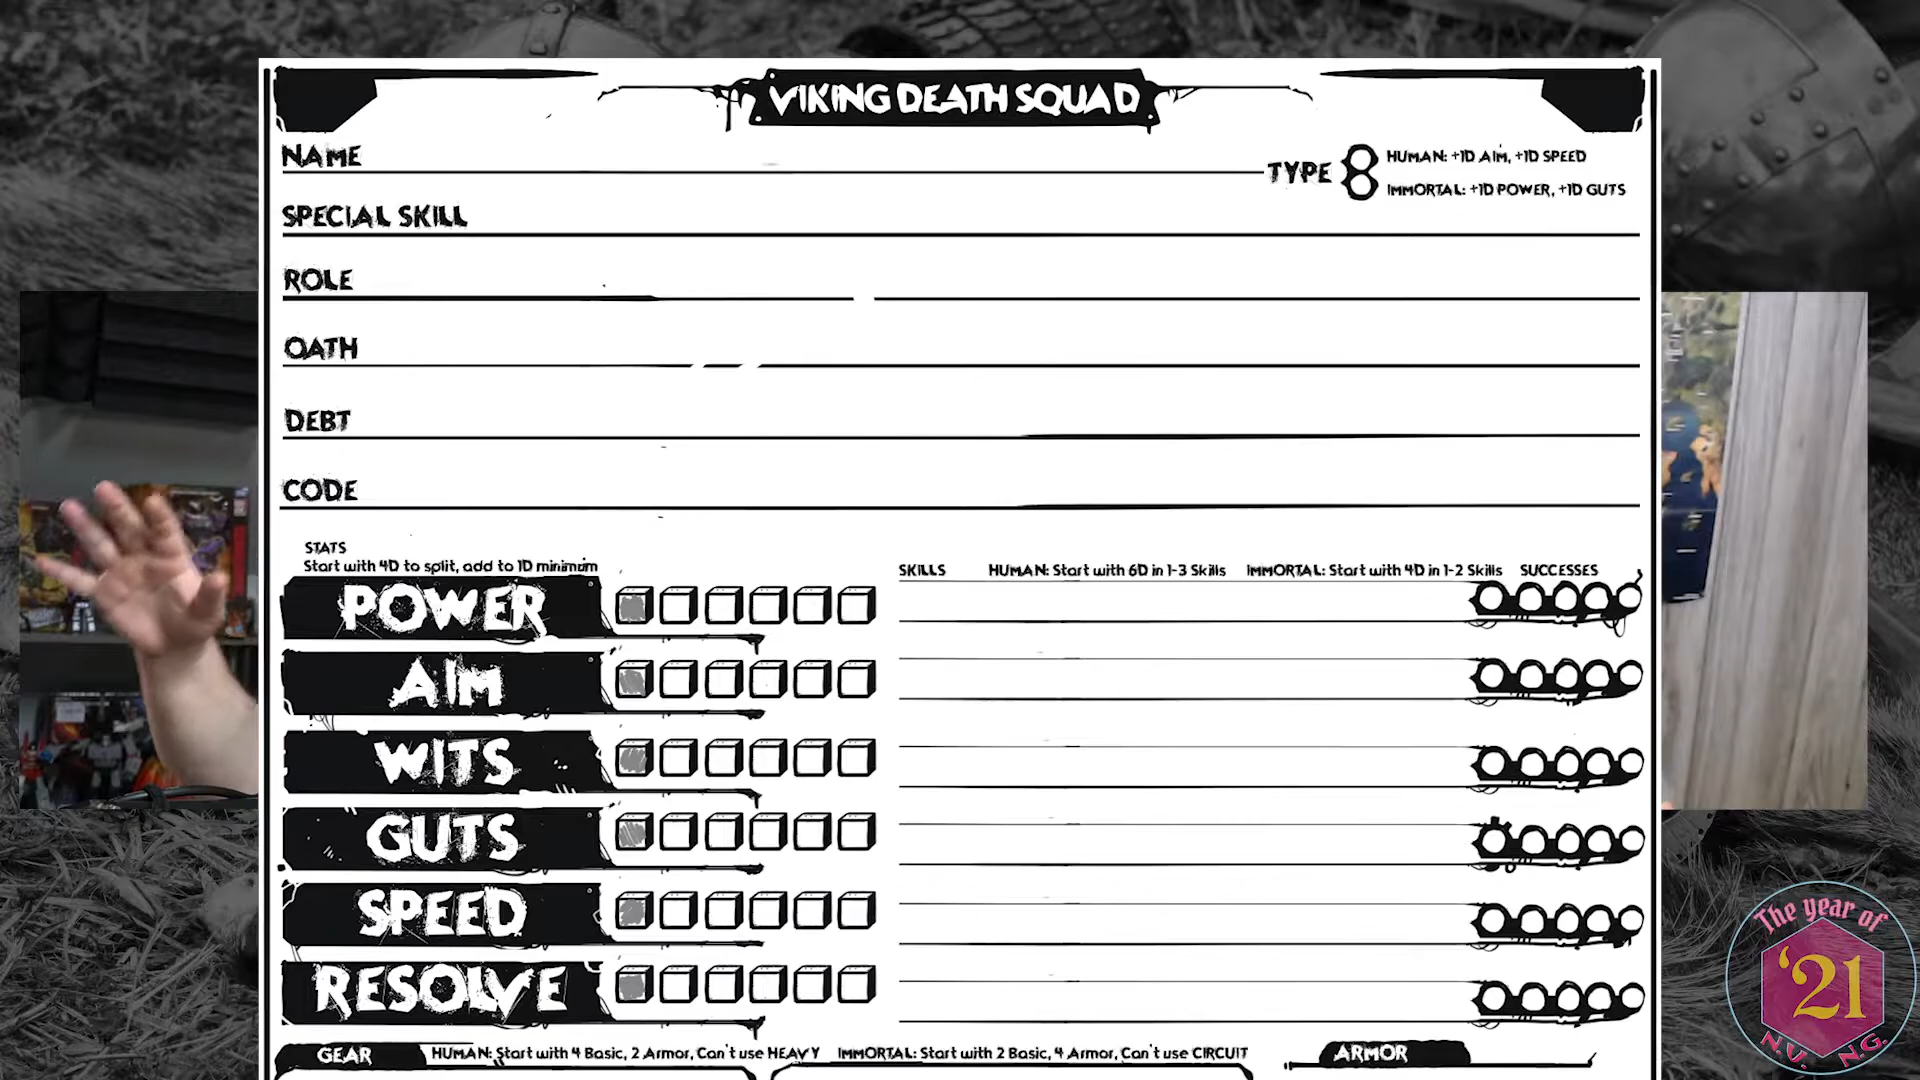 VIKING DEATH SQUAD
NAME
TYPE
HUMAN: +1D AIM, +1D SPEED
IMMORTAL: +1D POWER, +1D GUTS
SPECIAL SKILL
ROLE
OATH
DEBT
CODE
STATS
Start with 4D to split, add to 1D minimum
SKILLS HUMAN: Start with 6D in 1-3 Skills IMMORTAL: Start with 4D in 1-2 Skills SUCCESSES
POWER
AIM
WITS
GUTS
SPEED
RESOLVE
GEAR HUMAN: Start with 4 Basic, 2 Armor, Can't use HEAVY IMMORTAL: Start with 2 Basic, 4 Armor, Can't use CIRCUIT ARMOR
The year of
'21
N.V. N.G.